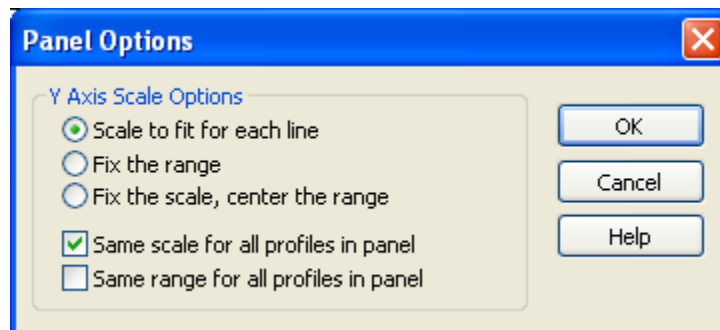 Panel Options
Y Axis Scale Options
Scale to fit for each line
Fix the range
Fix the scale, center the range
Same scale for all profiles in panel
Same range for all profiles in panel
OK
Cancel
Help